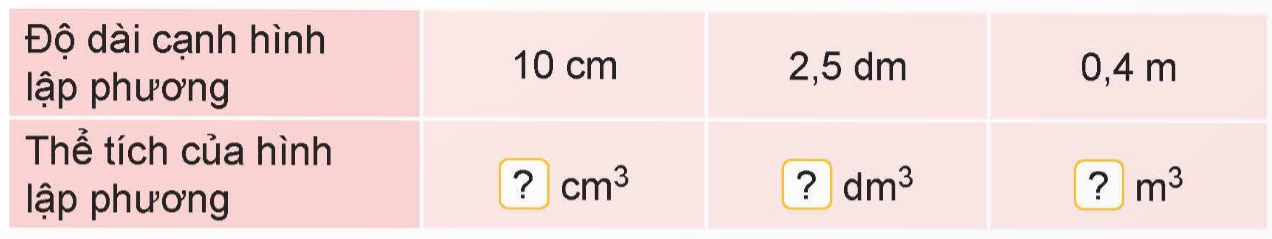 Độ dài cạnh hình
lập phương
10 cm
2,5 dm
0,4 m
Thể tích của hình
lập phương
? cm³
? dm³
? m³